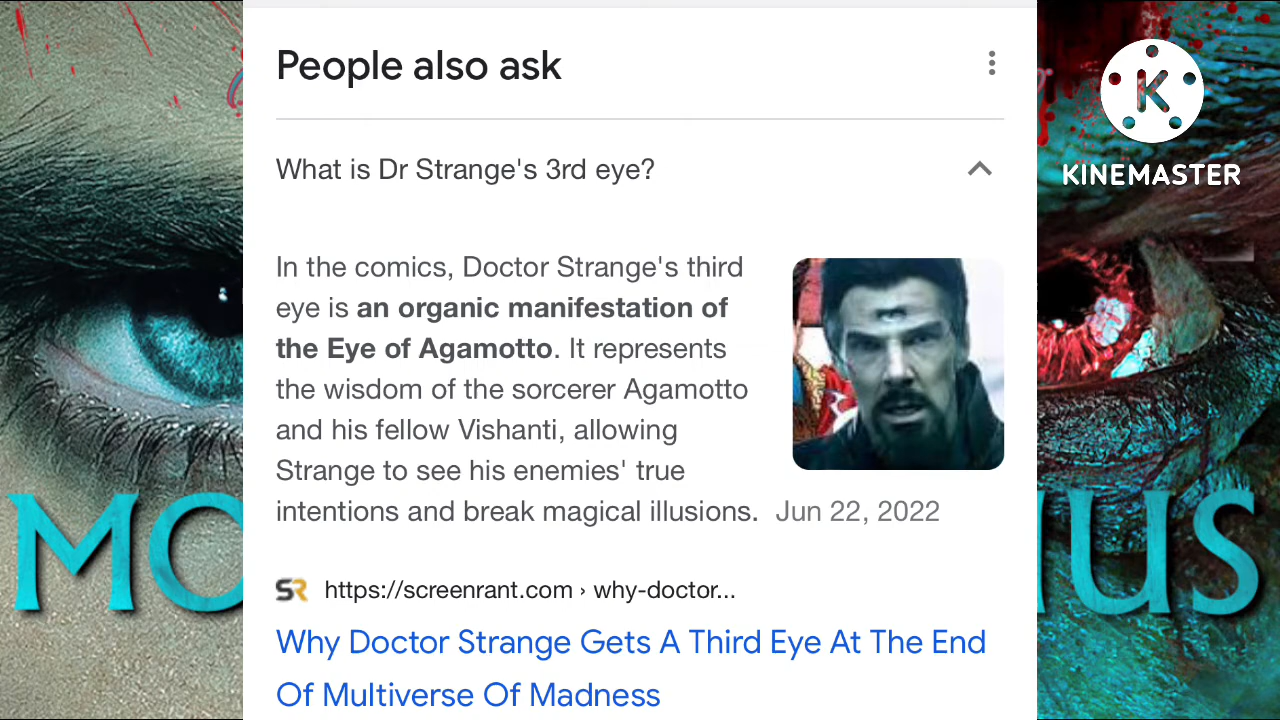 People also ask
KINEMASTER
What is Dr Strange's 3rd eye?
In the comics, Doctor Strange's third
eye is an organic manifestation of
the Eye of Agamotto. It represents
the wisdom of the sorcerer Agamotto
and his fellow Vishanti, allowing
Strange to see his enemies' true
intentions and break magical illusions. Jun 22, 2022
MO
IUS
https://screenrant.com › why-doctor...
Why Doctor Strange Gets A Third Eye At The End
Of Multiverse Of Madness